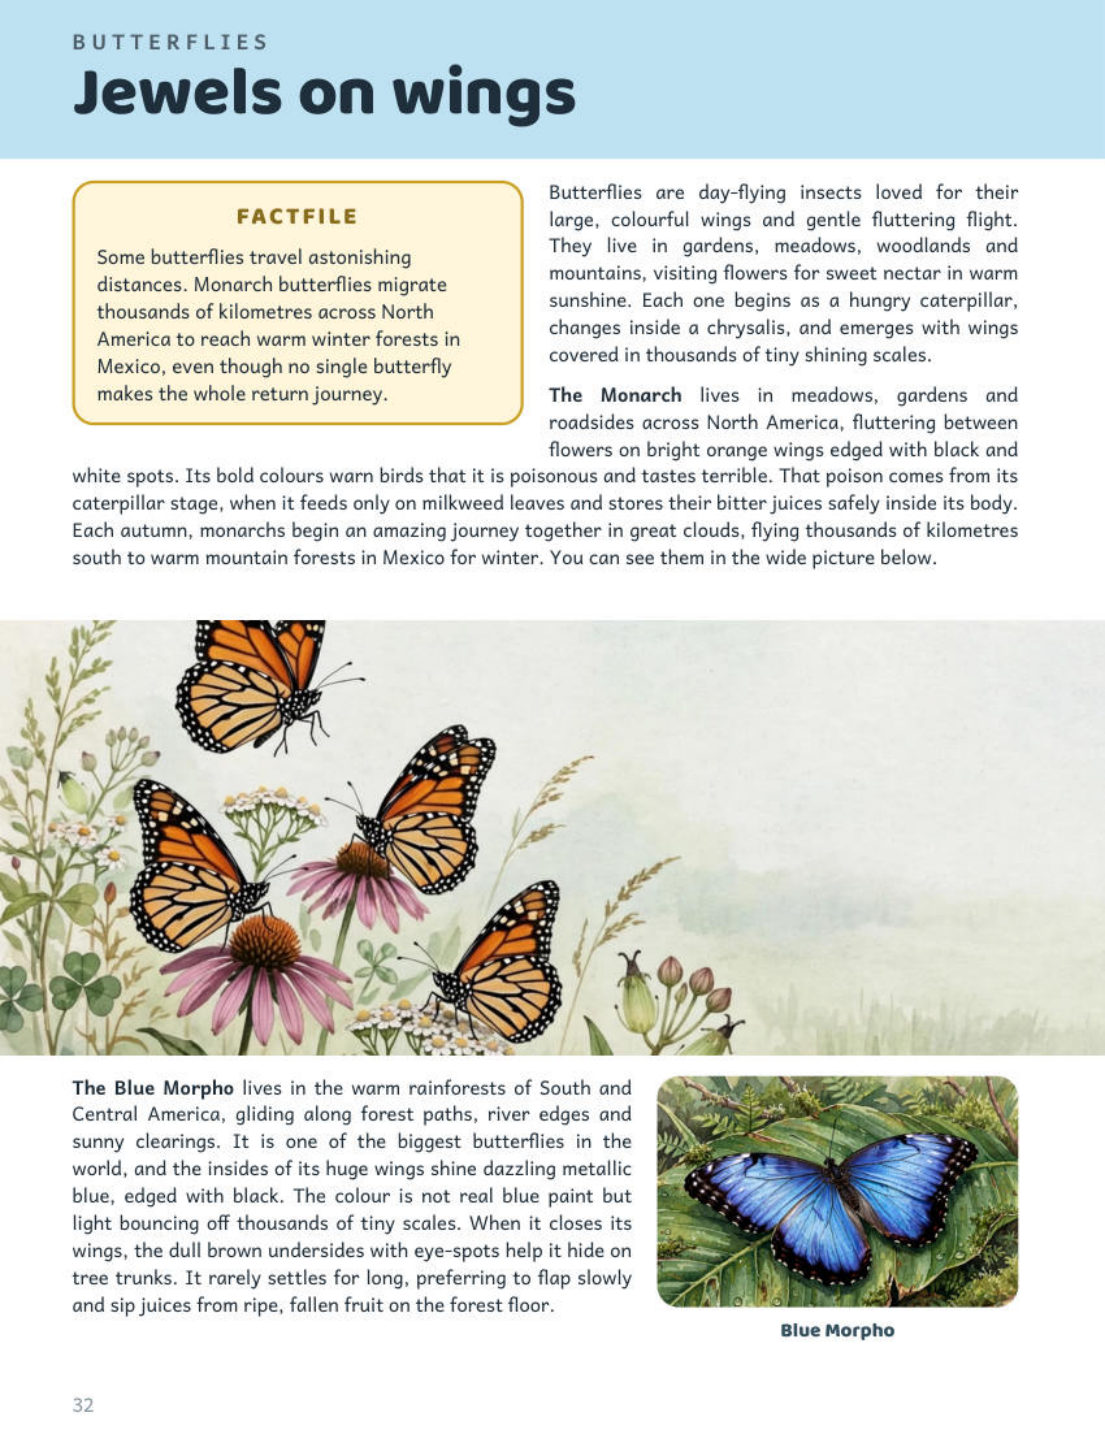 BUTTERFLIES
Jewels on wings
FACTFILE
Some butterflies travel astonishing
distances. Monarch butterflies migrate
thousands of kilometres across North
America to reach warm winter forests in
Mexico, even though no single butterfly
makes the whole return journey.
Butterflies are day-flying insects loved for their
large, colourful wings and gentle fluttering flight.
They live in gardens, meadows, woodlands and
mountains, visiting flowers for sweet nectar in warm
sunshine. Each one begins as a hungry caterpillar,
changes inside a chrysalis, and emerges with wings
covered in thousands of tiny shining scales.
The Monarch lives in meadows, gardens and
roadsides across North America, fluttering between
flowers on bright orange wings edged with black and
white spots. Its bold colours warn birds that it is poisonous and tastes terrible. That poison comes from its
caterpillar stage, when it feeds only on milkweed leaves and stores their bitter juices safely inside its body.
Each autumn, monarchs begin an amazing journey together in great clouds, flying thousands of kilometres
south to warm mountain forests in Mexico for winter. You can see them in the wide picture below.
The Blue Morpho lives in the warm rainforests of South and
Central America, gliding along forest paths, river edges and
sunny clearings. It is one of the biggest butterflies in the
world, and the insides of its huge wings shine dazzling metallic
blue, edged with black. The colour is not real blue paint but
light bouncing off thousands of tiny scales. When it closes its
wings, the dull brown undersides with eye-spots help it hide on
tree trunks. It rarely settles for long, preferring to flap slowly
and sip juices from ripe, fallen fruit on the forest floor.
Blue Morpho
32